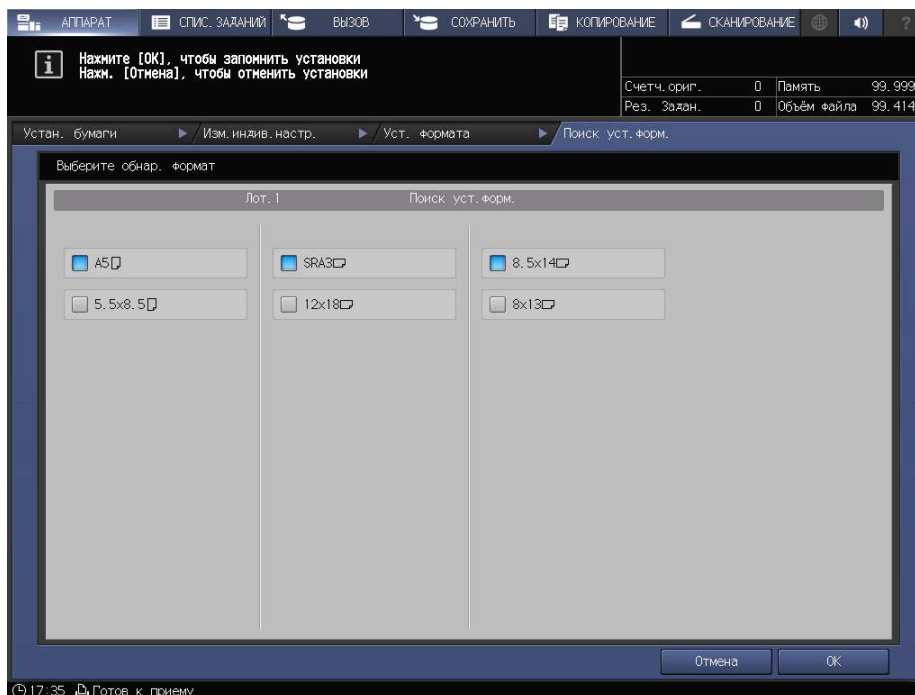 АППАРАТ СПИС. ЗАДАНИЙ ВЫЗОВ СОХРАНИТЬ КОПИРОВАНИЕ СКАНИРОВАНИЕ ?
Нажмите [OK], чтобы запомнить установки
Нажм. [Отмена], чтобы отменить установки
Счетч.ориг. 0 Память 99.999
Рез. Задан. 0 Объём файла 99.414
Устан. бумаги Изм.индив.настр. Уст. формата Поиск уст.форм.
Выберите обнар. формат
Лот.1 Поиск уст.форм.
A5 SRA3 8.5x14
5.5x8.5 12x18 8x13
Отмена OK
17:35 Готов к приему